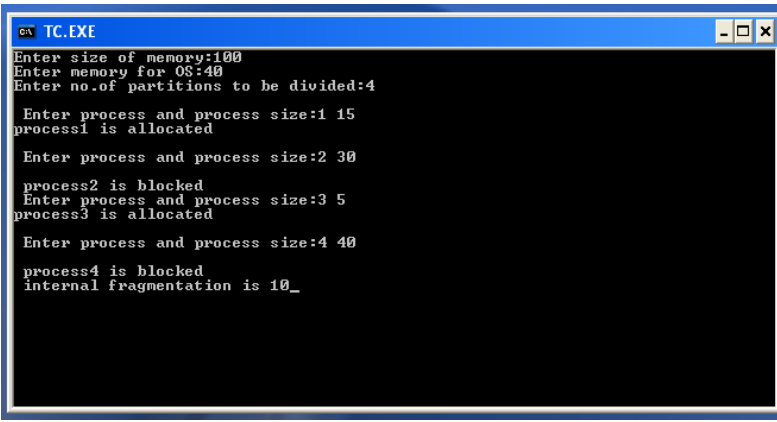 TC.EXE
Enter size of memory:100
Enter memory for OS:40
Enter no.of partitions to be divided:4
Enter process and process size:1 15
process1 is allocated
Enter process and process size:2 30
process2 is blocked
Enter process and process size:3 5
process3 is allocated
Enter process and process size:4 40
process4 is blocked
internal fragmentation is 10_